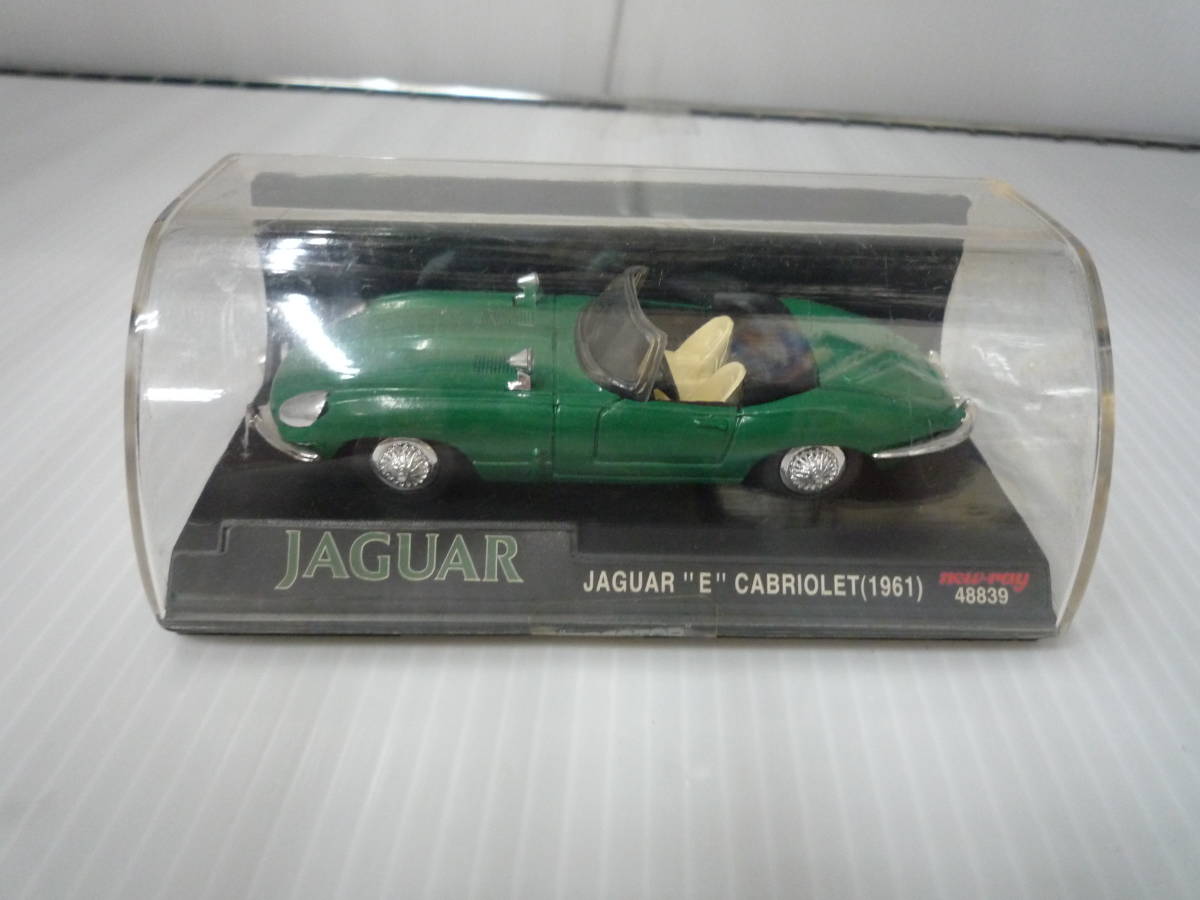 JAGUAR
JAGUAR "E" CABRIOLET(1961)
new-ray
48839